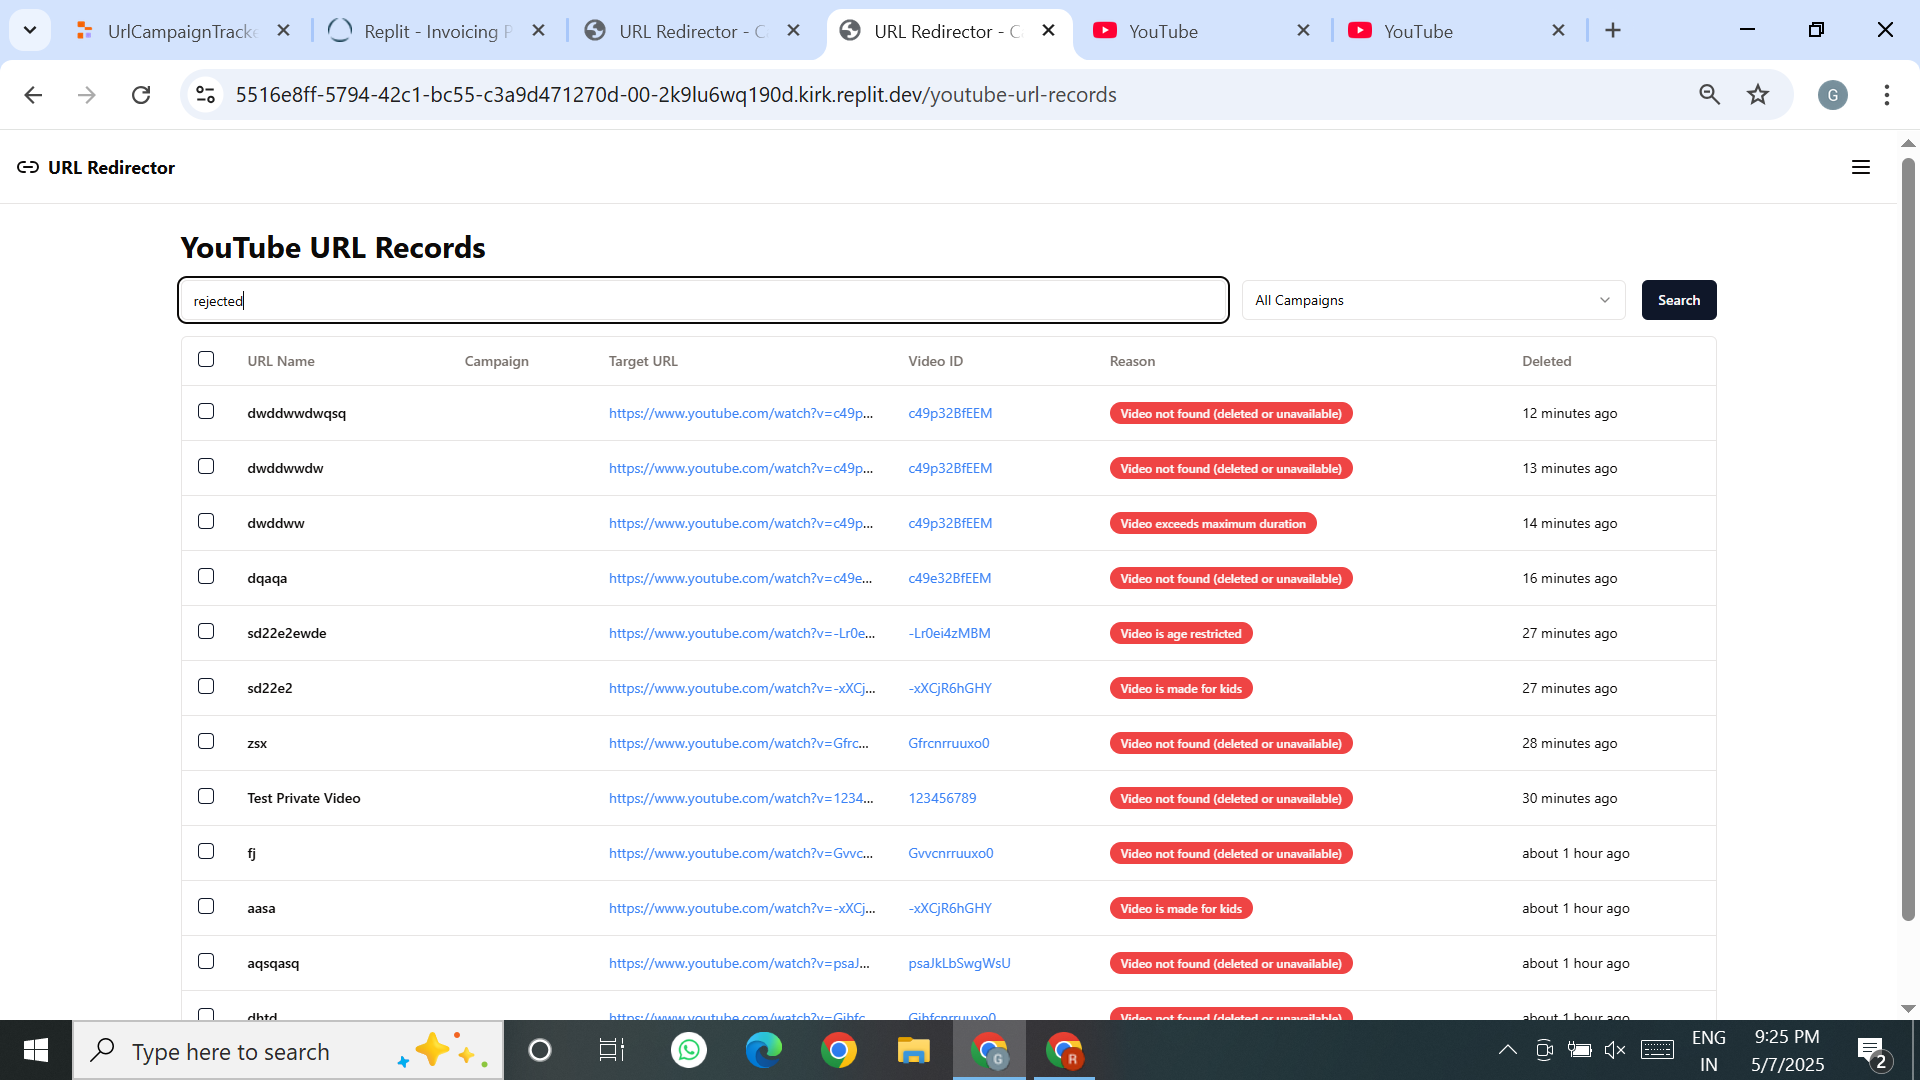 UrlCampaignTracke
Replit - Invoicing P
URL Redirector - C
URL Redirector - C
YouTube
YouTube
5516e8ff-5794-42c1-bc55-c3a9d471270d-00-2k9lu6wq190d.kirk.replit.dev/youtube-url-records
G
URL Redirector
YouTube URL Records
rejected
All Campaigns
Search
URL Name Campaign Target URL Video ID Reason Deleted
dwddwwdwqsq https://www.youtube.com/watch?v=c49p... c49p32BfEEM Video not found (deleted or unavailable) 12 minutes ago
dwddwwdw https://www.youtube.com/watch?v=c49p... c49p32BfEEM Video not found (deleted or unavailable) 13 minutes ago
dwddww https://www.youtube.com/watch?v=c49p... c49p32BfEEM Video exceeds maximum duration 14 minutes ago
dqaqa https://www.youtube.com/watch?v=c49e... c49e32BfEEM Video not found (deleted or unavailable) 16 minutes ago
sd22e2ewde https://www.youtube.com/watch?v=-Lr0e... -Lr0ei4zMBM Video is age restricted 27 minutes ago
sd22e2 https://www.youtube.com/watch?v=-xXCj... -xXCjR6hGHY Video is made for kids 27 minutes ago
zsx https://www.youtube.com/watch?v=Gfrc... Gfrcnrruuxo0 Video not found (deleted or unavailable) 28 minutes ago
Test Private Video https://www.youtube.com/watch?v=1234... 123456789 Video not found (deleted or unavailable) 30 minutes ago
fj https://www.youtube.com/watch?v=Gvvc... Gvvcnrruuxo0 Video not found (deleted or unavailable) about 1 hour ago
aasa https://www.youtube.com/watch?v=-xXCj... -xXCjR6hGHY Video is made for kids about 1 hour ago
aqsqasq https://www.youtube.com/watch?v=psaJ... psaJkLbSwgWsU Video not found (deleted or unavailable) about 1 hour ago
dhtd https://www.youtube.com/watch?v=Gihfc... Gihfcnrruuxo0 Video not found (deleted or unavailable) about 1 hour ago
Type here to search
G
R
ENG
IN
9:25 PM
5/7/2025
2